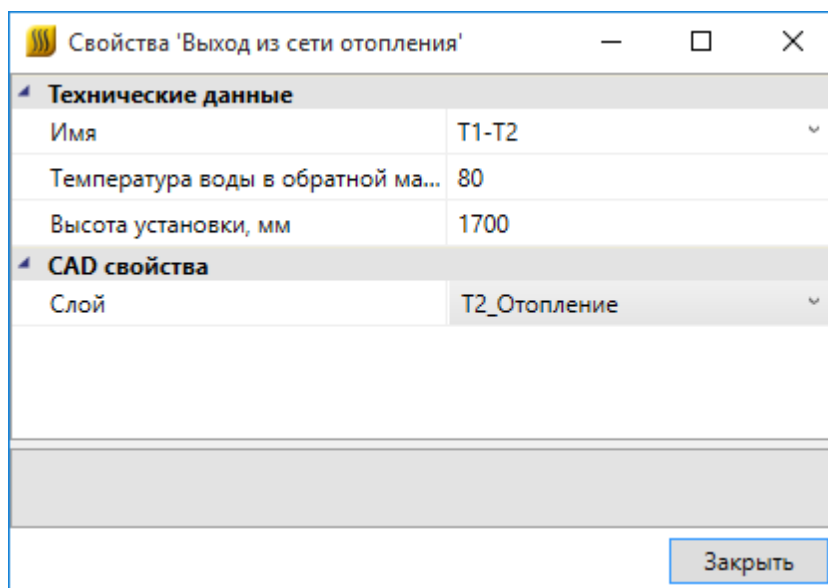 Свойства 'Выход из сети отопления'
Технические данные
Имя T1-T2
Температура воды в обратной ма... 80
Высота установки, мм 1700
CAD свойства
Слой T2_Отопление
Закрыть